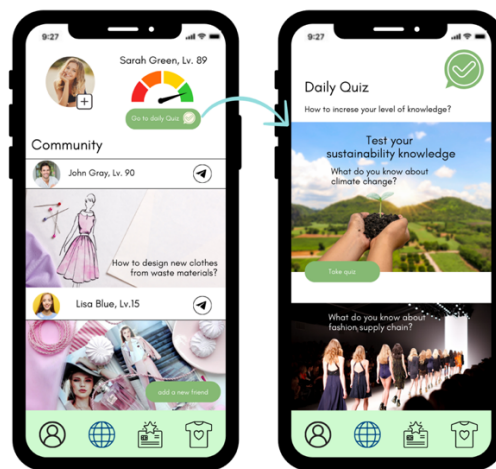 9:27
Sarah Green, Lv. 89
Go to daily Quiz
Community
John Gray, Lv. 90
How to design new clothes
from waste materials?
Lisa Blue, Lv.15
add a new friend
9:27
Daily Quiz
How to increse your level of knowledge?
Test your
sustainability knowledge
What do you know about
climate change?
Take quiz
What do you know about
fashion supply chain?